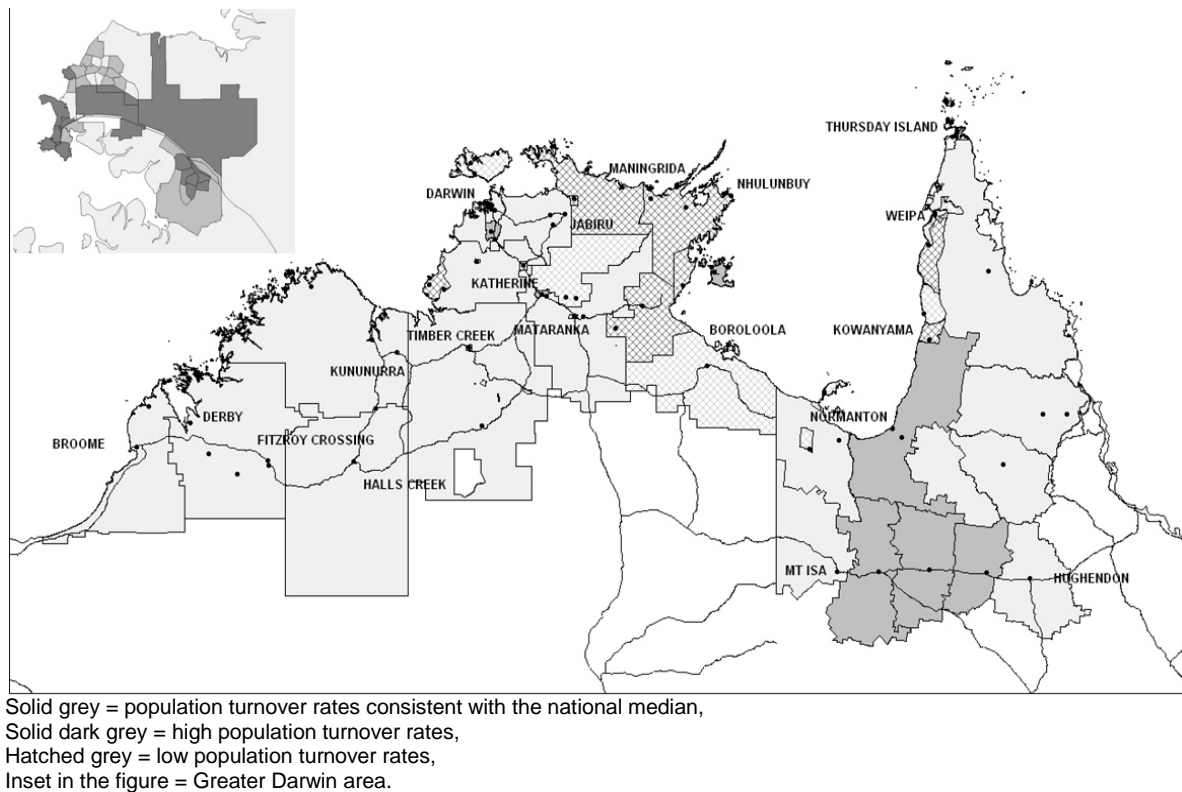 THURSDAY ISLAND
MANINGRIDA
DARWIN
NHULUNBUY
WEIPA
JABIRU
KATHERINE
TIMBER CREEK
MATARANKA
BOROLOOLA
KOWANYAMA
KUNUNURRA
DERBY
NORMANTON
BROOME
FITZROY CROSSING
HALLS CREEK
MT ISA
HUGHENDON
Solid grey = population turnover rates consistent with the national median,
Solid dark grey = high population turnover rates,
Hatched grey = low population turnover rates,
Inset in the figure = Greater Darwin area.